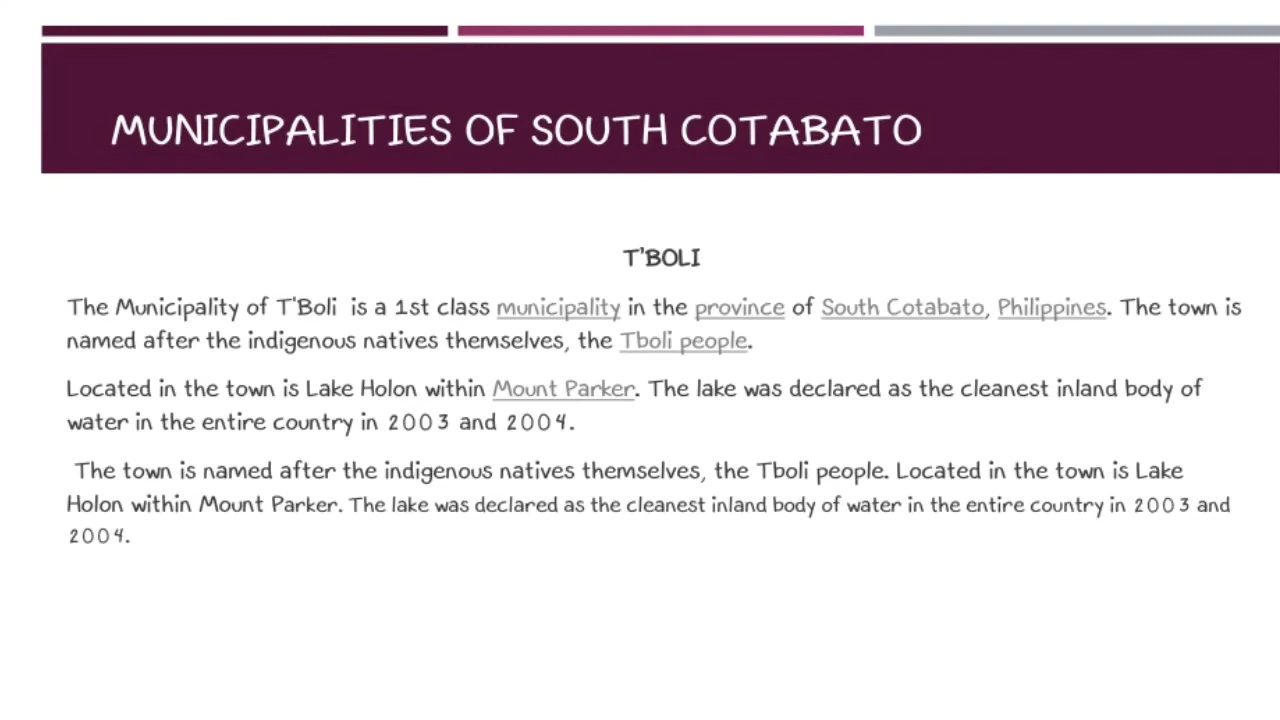 MUNICIPALITIES OF SOUTH COTABATO
T'BOLI
The Municipality of T'Boli is a 1st class municipality in the province of South Cotabato, Philippines. The town is
named after the indigenous natives themselves, the Tboli people.
Located in the town is Lake Holon within Mount Parker. The lake was declared as the cleanest inland body of
water in the entire country in 2003 and 2004.
The town is named after the indigenous natives themselves, the Tboli people. Located in the town is Lake
Holon within Mount Parker. The lake was declared as the cleanest inland body of water in the entire country in 2003 and
2004.